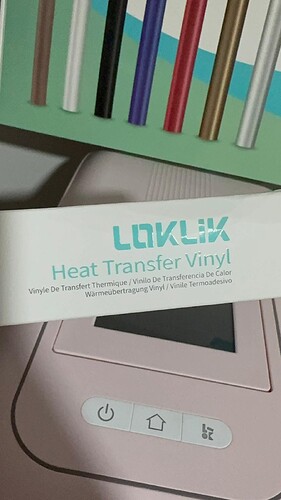 LOKLiK
Heat Transfer Vinyl
Vinyle De Transfert Thermique / Vinilo De Transferencia De Calor
Wärmeübertragung Vinyl / Vinile Termoadesivo